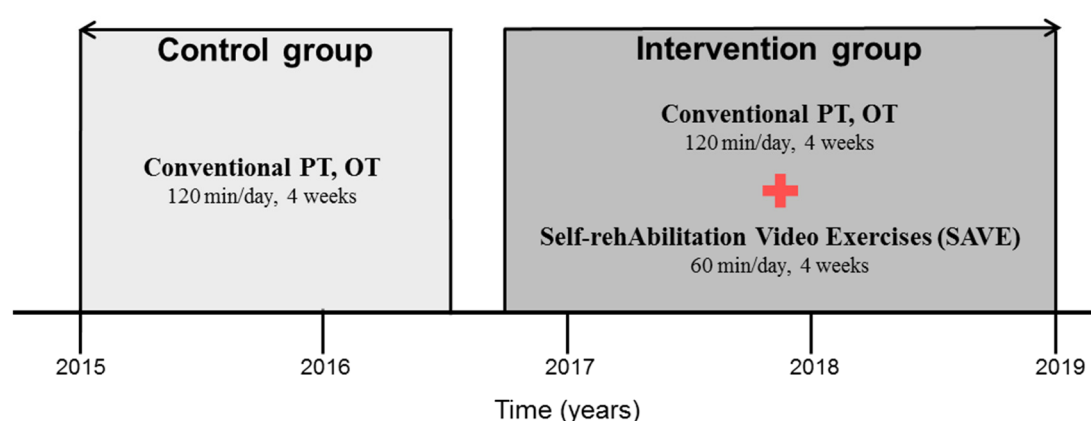 Control group
Conventional PT, OT
120 min/day, 4 weeks
Intervention group
Conventional PT, OT
120 min/day, 4 weeks
Self-rehAbilitation Video Exercises (SAVE)
60 min/day, 4 weeks
2015
2016
2017
2018
2019
Time (years)